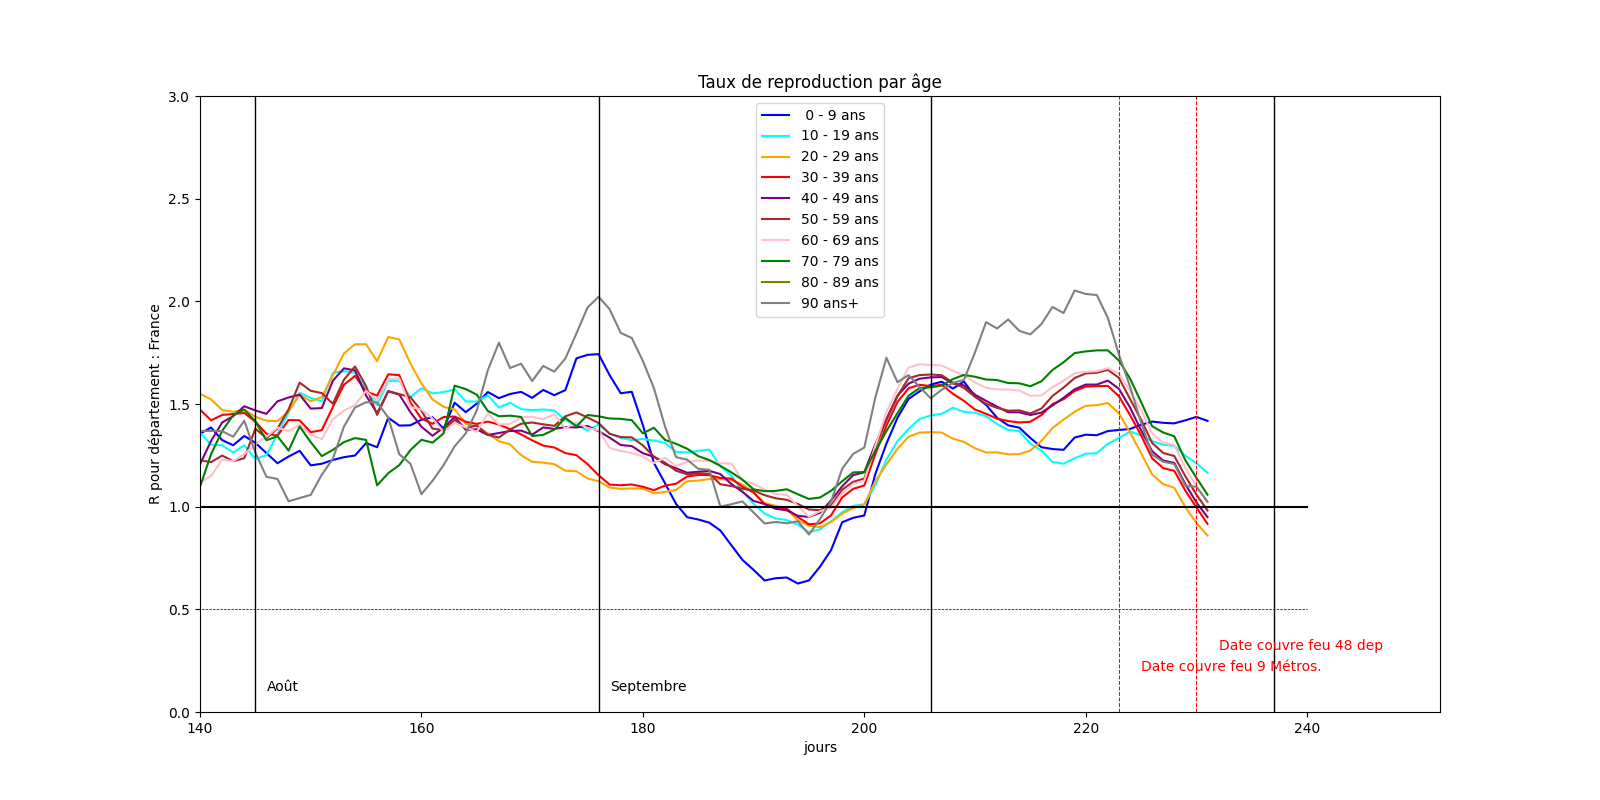 Taux de reproduction par âge
3.0
2.5
2.0
1.5
1.0
0.5
0.0
R pour département : France
0 - 9 ans
10 - 19 ans
20 - 29 ans
30 - 39 ans
40 - 49 ans
50 - 59 ans
60 - 69 ans
70 - 79 ans
80 - 89 ans
90 ans+
Date couvre feu 48 dep
Date couvre feu 9 Métros.
Août
Septembre
140
160
180
200
220
240
jours